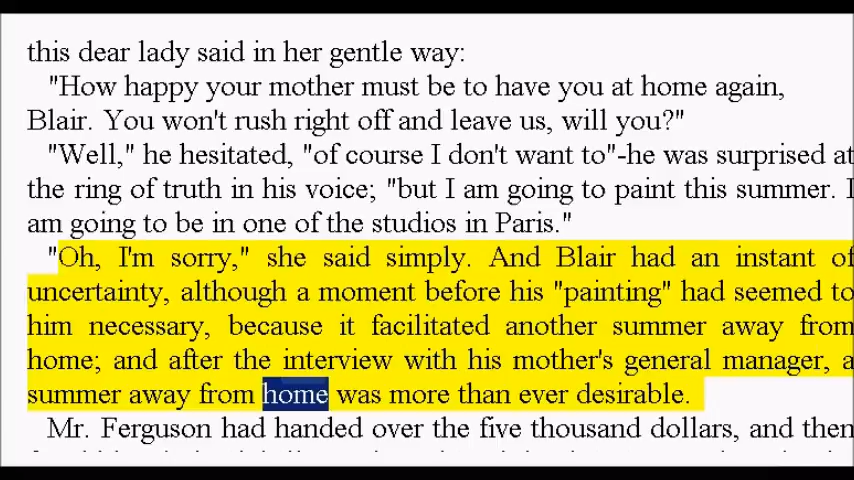 this dear lady said in her gentle way:
"How happy your mother must be to have you at home again,
Blair. You won't rush right off and leave us, will you?"
"Well," he hesitated, "of course I don't want to"-he was surprised at
the ring of truth in his voice; "but I am going to paint this summer. I
am going to be in one of the studios in Paris."
"Oh, I'm sorry," she said simply. And Blair had an instant of
uncertainty, although a moment before his "painting" had seemed to
him necessary, because it facilitated another summer away from
home; and after the interview with his mother's general manager, a
summer away from home was more than ever desirable.
Mr. Ferguson had handed over the five thousand dollars, and then